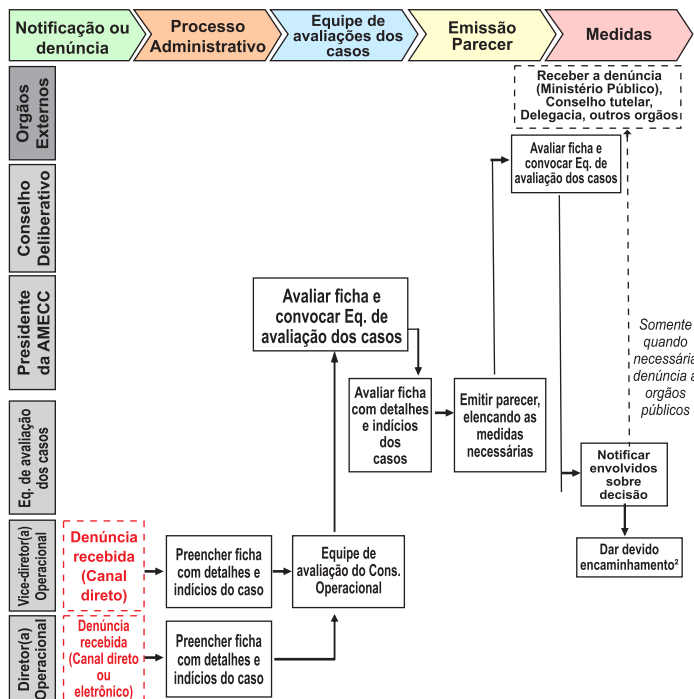 Notificação ou
denúncia
Processo
Administrativo
Equipe de
avaliações dos
casos
Emissão
Parecer
Medidas
Orgãos
Externos
Receber a denúncia
(Ministério Público),
Conselho tutelar,
Delegacia, outros orgãos
Avaliar ficha e
convocar Eq. de
avaliação dos casos
Conselho
Deliberativo
Presidente
da AMECC
Avaliar ficha e
convocar Eq. de
avaliação dos casos
Somente
quando
necessária
denúncia a
orgãos
públicos
Avaliar ficha
com detalhes
e indícios
dos
casos
Emitir parecer,
elencando as
medidas
necessárias
Eq. de avaliação
dos casos
Notificar
envolvidos
sobre
decisão
Dar devido
encaminhamento²
Vice-diretor(a)
Operacional
Denúncia
recebida
(Canal
direto)
Preencher ficha
com detalhes e
indícios do caso
Equipe de
avaliação do Cons.
Operacional
Diretor(a)
Operacional
Denúncia
recebida
(Canal direto
ou
eletrônico)
Preencher ficha
com detalhes e
indícios do caso